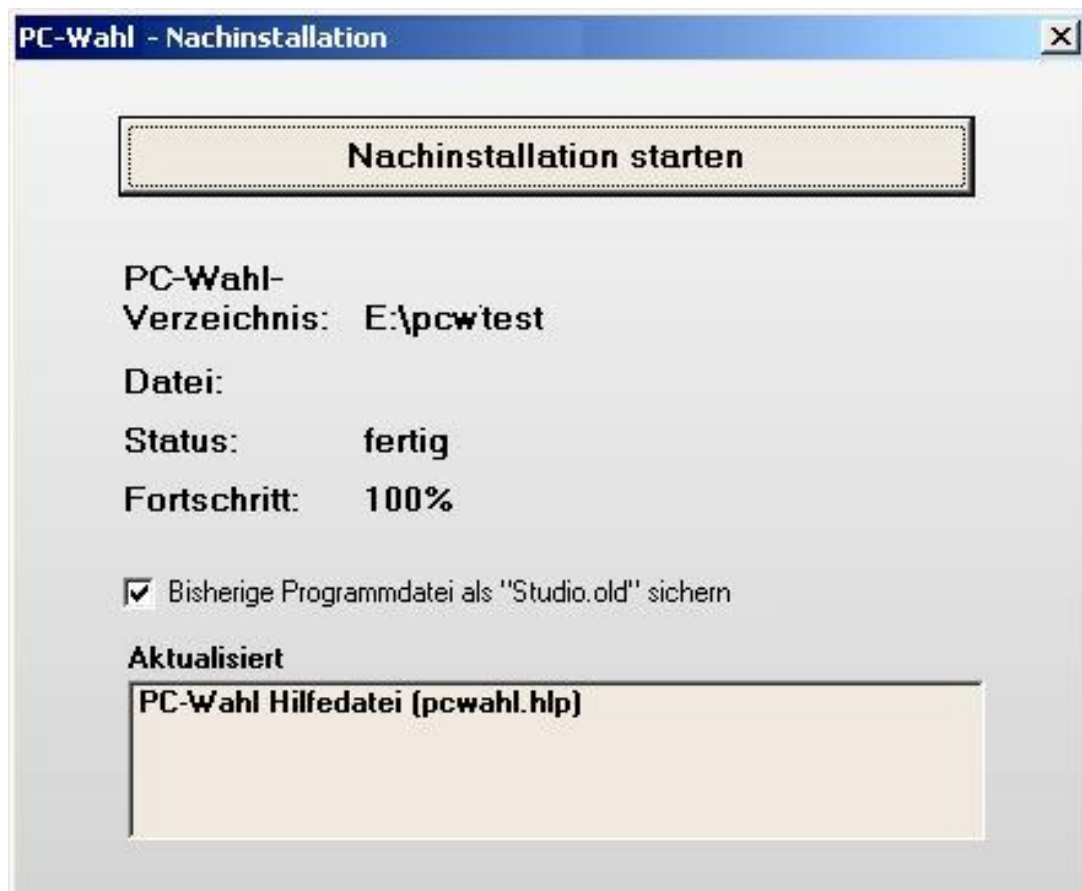 PC-Wahl - Nachinstallation
Nachinstallation starten
PC-Wahl-
Verzeichnis: E:\pcw\test
Datei:
Status: fertig
Fortschritt: 100%
Bisherige Programmdatei als "Studio.old" sichern
Aktualisiert
PC-Wahl Hilfedatei (pcwahl.hlp)